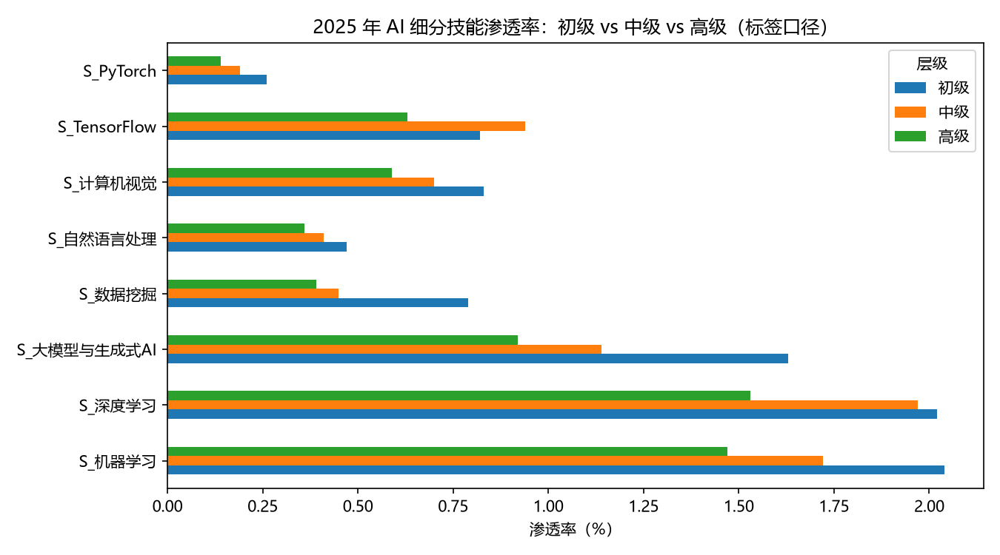 2025 年 AI 细分技能渗透率：初级 vs 中级 vs 高级（标签口径）
层级
初级
中级
高级
S_PyTorch
S_TensorFlow
S_计算机视觉
S_自然语言处理
S_数据挖掘
S_大模型与生成式AI
S_深度学习
S_机器学习
0.00 0.25 0.50 0.75 1.00 1.25 1.50 1.75 2.00
渗透率（%）